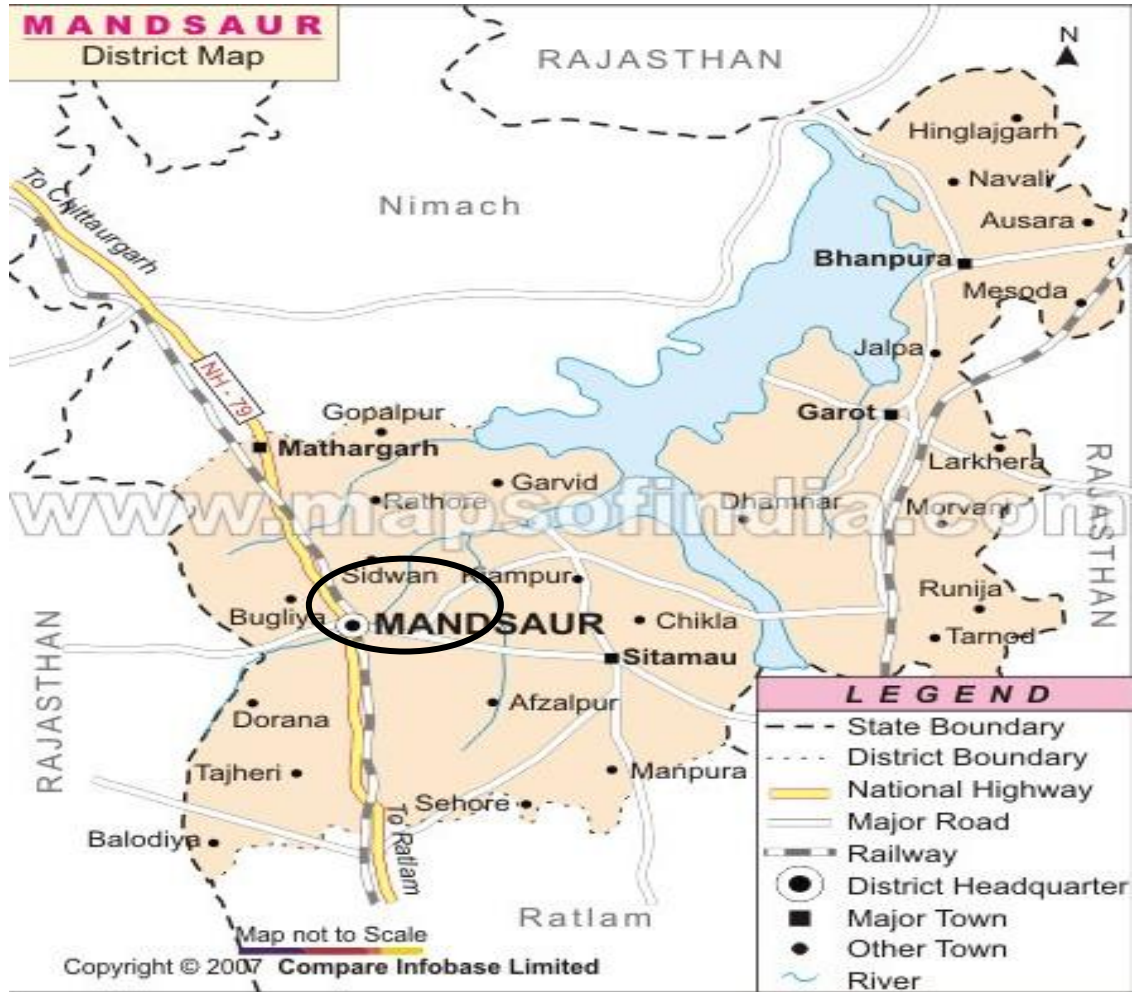 MANDSAUR
District Map
N
RAJASTHAN
Hinglajgarh
Navali
Ausara
To Chittaurgarh
Nimach
Bhanpura
Mesoda
Jalpa
NH - 79
Gopalpur
Garot
Mathargarh
Larkhera
RAJASTHAN
Garvid
Rathore
Dhamnar
Morvani
www.mapsofindia.com
Sidwan
Kiampur
Runija
Bugliya
MANDSAUR
Chikla
Tarnod
RAJASTHAN
Sitamau
Dorana
Afzalpur
Tajheri
Manpura
Sehore
Balodiya
To Ratlam
Ratlam
LEGEND
State Boundary
District Boundary
National Highway
Major Road
Railway
District Headquarter
Major Town
Other Town
River
Map not to Scale
Copyright © 2007 Compare Infobase Limited